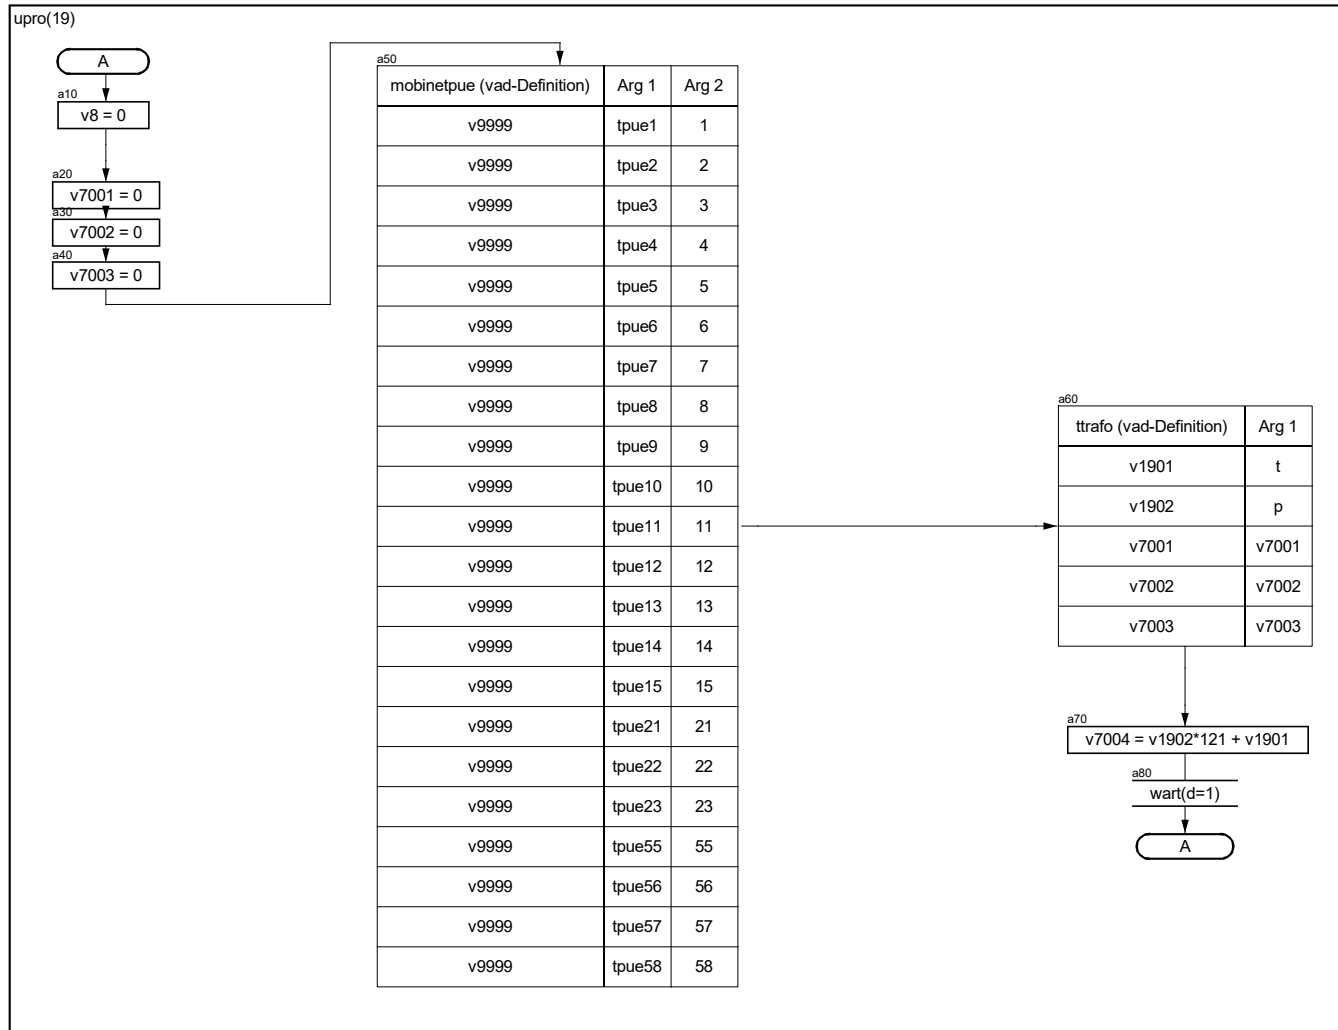 upro(19)
A
a10
v8 = 0
a20
v7001 = 0
a30
v7002 = 0
a40
v7003 = 0
a50
mobinetpue (vad-Definition) Arg 1 Arg 2
v9999 tpue1 1
v9999 tpue2 2
v9999 tpue3 3
v9999 tpue4 4
v9999 tpue5 5
v9999 tpue6 6
v9999 tpue7 7
v9999 tpue8 8
v9999 tpue9 9
v9999 tpue10 10
v9999 tpue11 11
v9999 tpue12 12
v9999 tpue13 13
v9999 tpue14 14
v9999 tpue15 15
v9999 tpue21 21
v9999 tpue22 22
v9999 tpue23 23
v9999 tpue55 55
v9999 tpue56 56
v9999 tpue57 57
v9999 tpue58 58
a60
ttrafo (vad-Definition) Arg 1
v1901 t
v1902 p
v7001 v7001
v7002 v7002
v7003 v7003
a70
v7004 = v1902*121 + v1901
a80
wart(d=1)
A